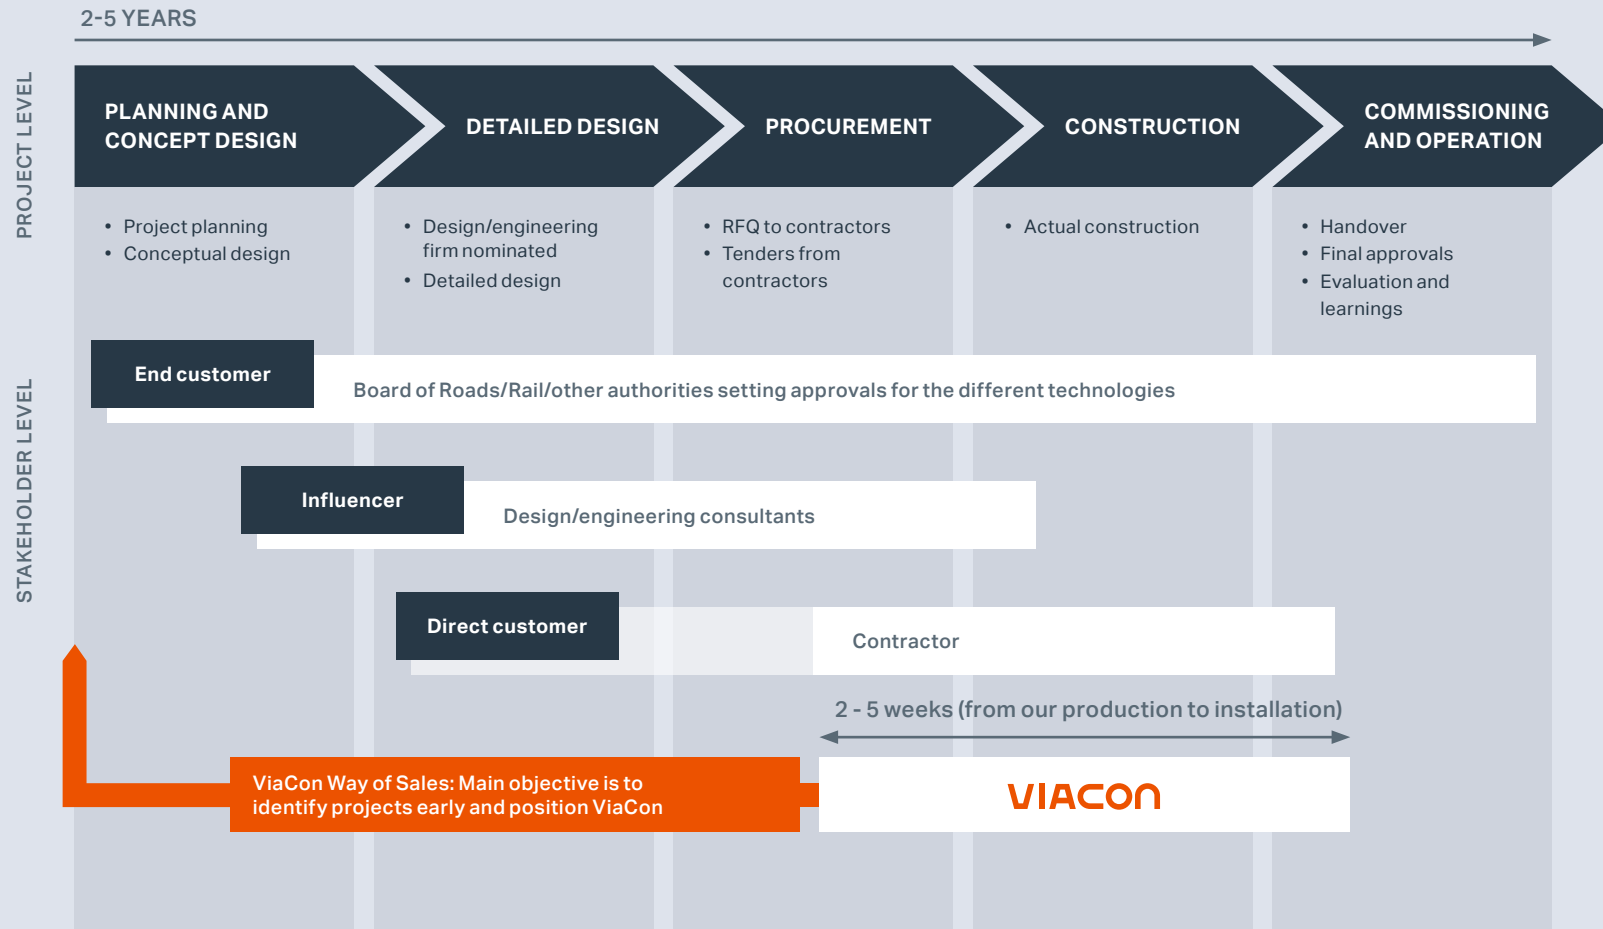 2-5 YEARS
PROJECT LEVEL
PLANNING AND
CONCEPT DESIGN
DETAILED DESIGN
PROCUREMENT
CONSTRUCTION
COMMISSIONING
AND OPERATION
• Project planning
• Conceptual design
• Design/engineering
firm nominated
• Detailed design
• RFQ to contractors
• Tenders from
contractors
• Actual construction
• Handover
• Final approvals
• Evaluation and
learnings
STAKEHOLDER LEVEL
End customer
Board of Roads/Rail/other authorities setting approvals for the different technologies
Influencer
Design/engineering consultants
Direct customer
Contractor
2 - 5 weeks (from our production to installation)
ViaCon Way of Sales: Main objective is to
identify projects early and position ViaCon
VIACON